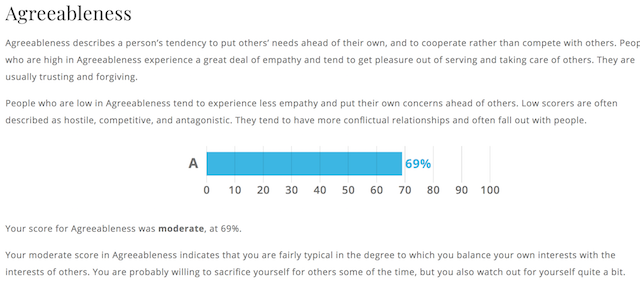 Agreeableness
Agreeableness describes a person's tendency to put others' needs ahead of their own, and to cooperate rather than compete with others.
who are high in Agreeableness experience a great deal of empathy and tend to get pleasure out of serving and taking care of others. They are
usually trusting and forgiving.
People who are low in Agreeableness tend to experience less empathy and put their own concerns ahead of others. Low scorers are often
described as hostile, competitive, and antagonistic. They tend to have more conflictual relationships and often fall out with people.
A 69%
0 10 20 30 40 50 60 70 80 90 100
Your score for Agreeableness was moderate, at 69%.
Your moderate score in Agreeableness indicates that you are fairly typical in the degree to which you balance your own interests with the
interests of others. You are probably willing to sacrifice yourself for others some of the time, but you also watch out for yourself quite a bit.